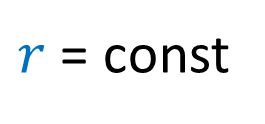 r = const